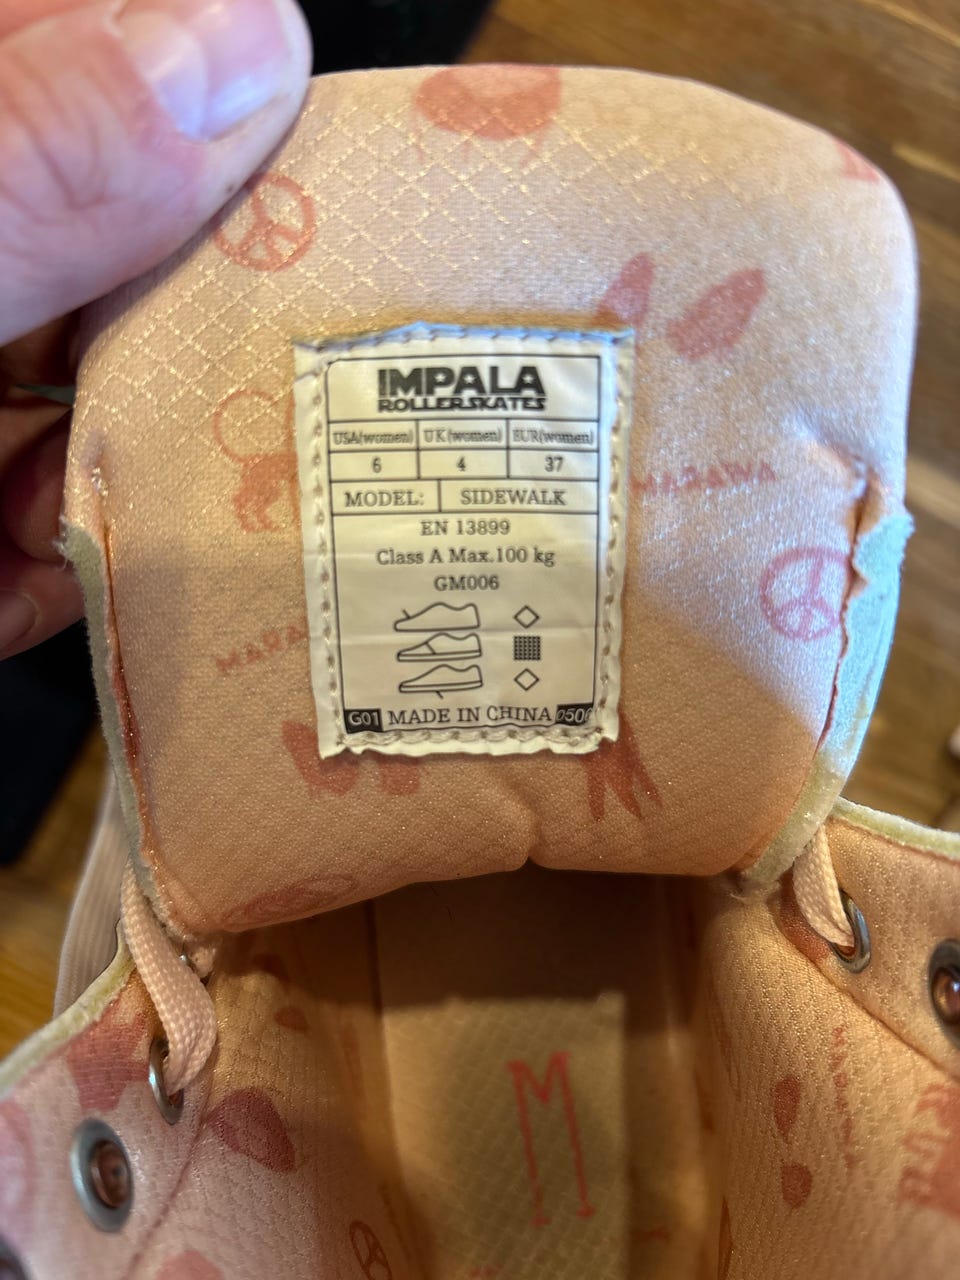 IMPALA
ROLLERSKATES
USA(women) UK(women) EUR(women)
6 4 37
MODEL: SIDEWALK
EN 13899
Class A Max.100 kg
GM006
G01 MADE IN CHINA
MARAWA
M